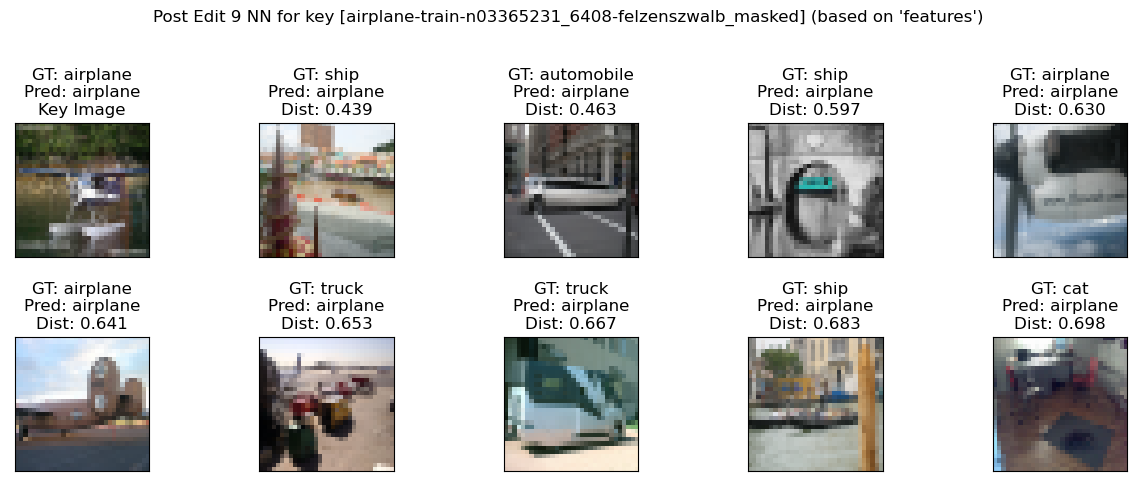 Post Edit 9 NN for key [airplane-train-n03365231_6408-felzenszwalb_masked] (based on 'features')
GT: airplane
Pred: airplane
Key Image
GT: ship
Pred: airplane
Dist: 0.439
GT: automobile
Pred: airplane
Dist: 0.463
GT: ship
Pred: airplane
Dist: 0.597
GT: airplane
Pred: airplane
Dist: 0.630
GT: airplane
Pred: airplane
Dist: 0.641
GT: truck
Pred: airplane
Dist: 0.653
GT: truck
Pred: airplane
Dist: 0.667
GT: ship
Pred: airplane
Dist: 0.683
GT: cat
Pred: airplane
Dist: 0.698